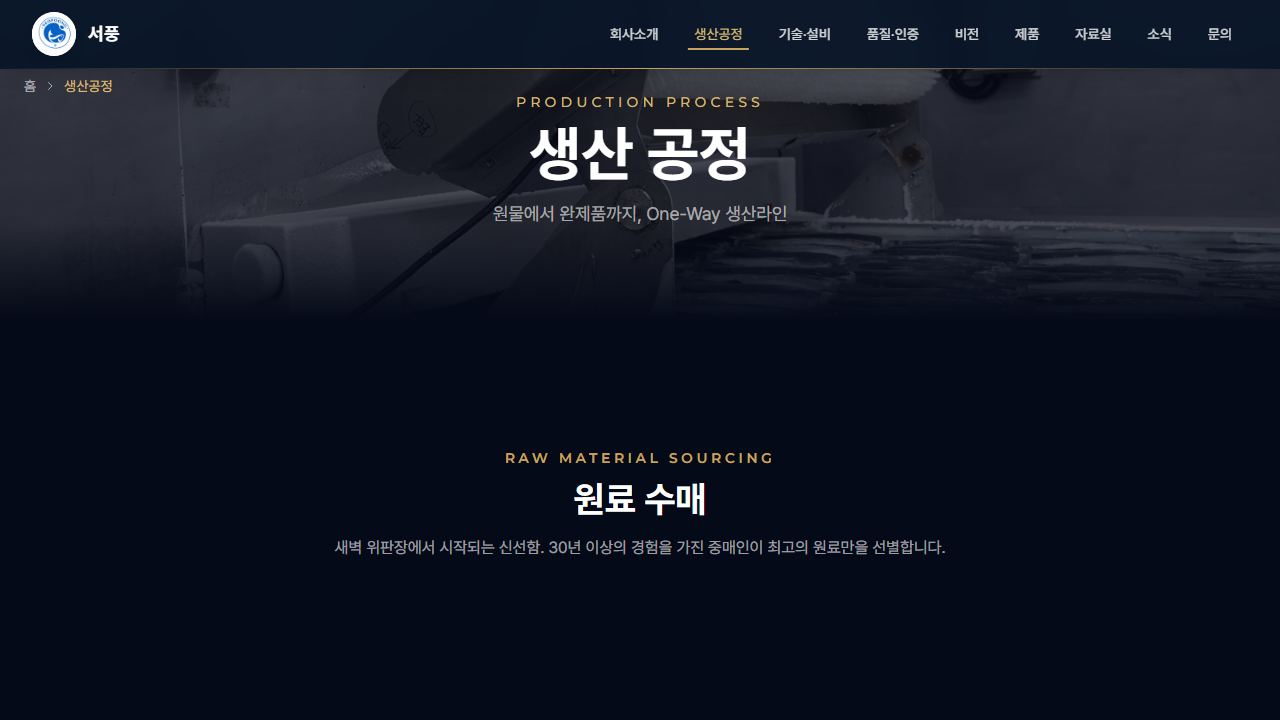 서풍
회사소개
생산공정
기술·설비
품질·인증
비전
제품
자료실
소식
문의
홈 > 생산공정
PRODUCTION PROCESS
생산 공정
원물에서 완제품까지, One-Way 생산라인
RAW MATERIAL SOURCING
원료 수매
새벽 위판장에서 시작되는 신선함. 30년 이상의 경험을 가진 중매인이 최고의 원료만을 선별합니다.